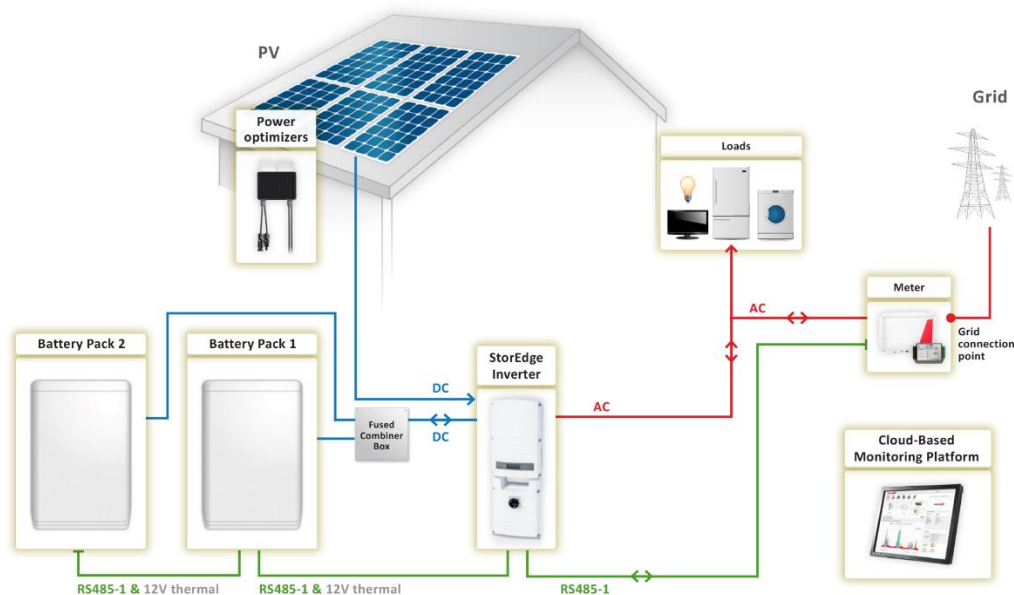 PV
Grid
Power
optimizers
Loads
Meter
AC
Grid
connection
point
Battery Pack 2
Battery Pack 1
StorEdge
Inverter
DC
DC
AC
Fused
Combiner
Box
Cloud-Based
Monitoring Platform
RS485-1 & 12V thermal
RS485-1 & 12V thermal
RS485-1